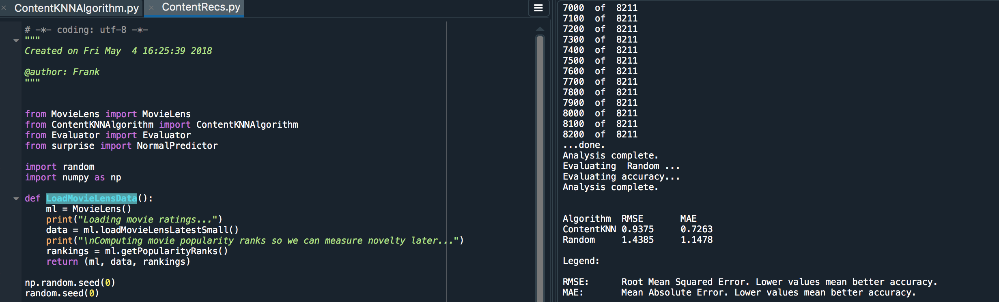 ContentKNNAlgorithm.py
ContentRecs.py
# -*- coding: utf-8 -*-
"""
Created on Fri May  4 16:25:39 2018
@author: Frank
"""
from MovieLens import MovieLens
from ContentKNNAlgorithm import ContentKNNAlgorithm
from Evaluator import Evaluator
from surprise import NormalPredictor
import random
import numpy as np
def LoadMovieLensData():
    ml = MovieLens()
    print("Loading movie ratings...")
    data = ml.loadMovieLensLatestSmall()
    print("\nComputing movie popularity ranks so we can measure novelty later...")
    rankings = ml.getPopularityRanks()
    return (ml, data, rankings)
np.random.seed(0)
random.seed(0)
7000  of  8211
7100  of  8211
7200  of  8211
7300  of  8211
7400  of  8211
7500  of  8211
7600  of  8211
7700  of  8211
7800  of  8211
7900  of  8211
8000  of  8211
8100  of  8211
8200  of  8211
...done.
Analysis complete.
Evaluating  Random ...
Evaluating accuracy...
Analysis complete.
Algorithm  RMSE       MAE
ContentKNN 0.9375     0.7263
Random     1.4385     1.1478
Legend:
RMSE:      Root Mean Squared Error. Lower values mean better accuracy.
MAE:       Mean Absolute Error. Lower values mean better accuracy.